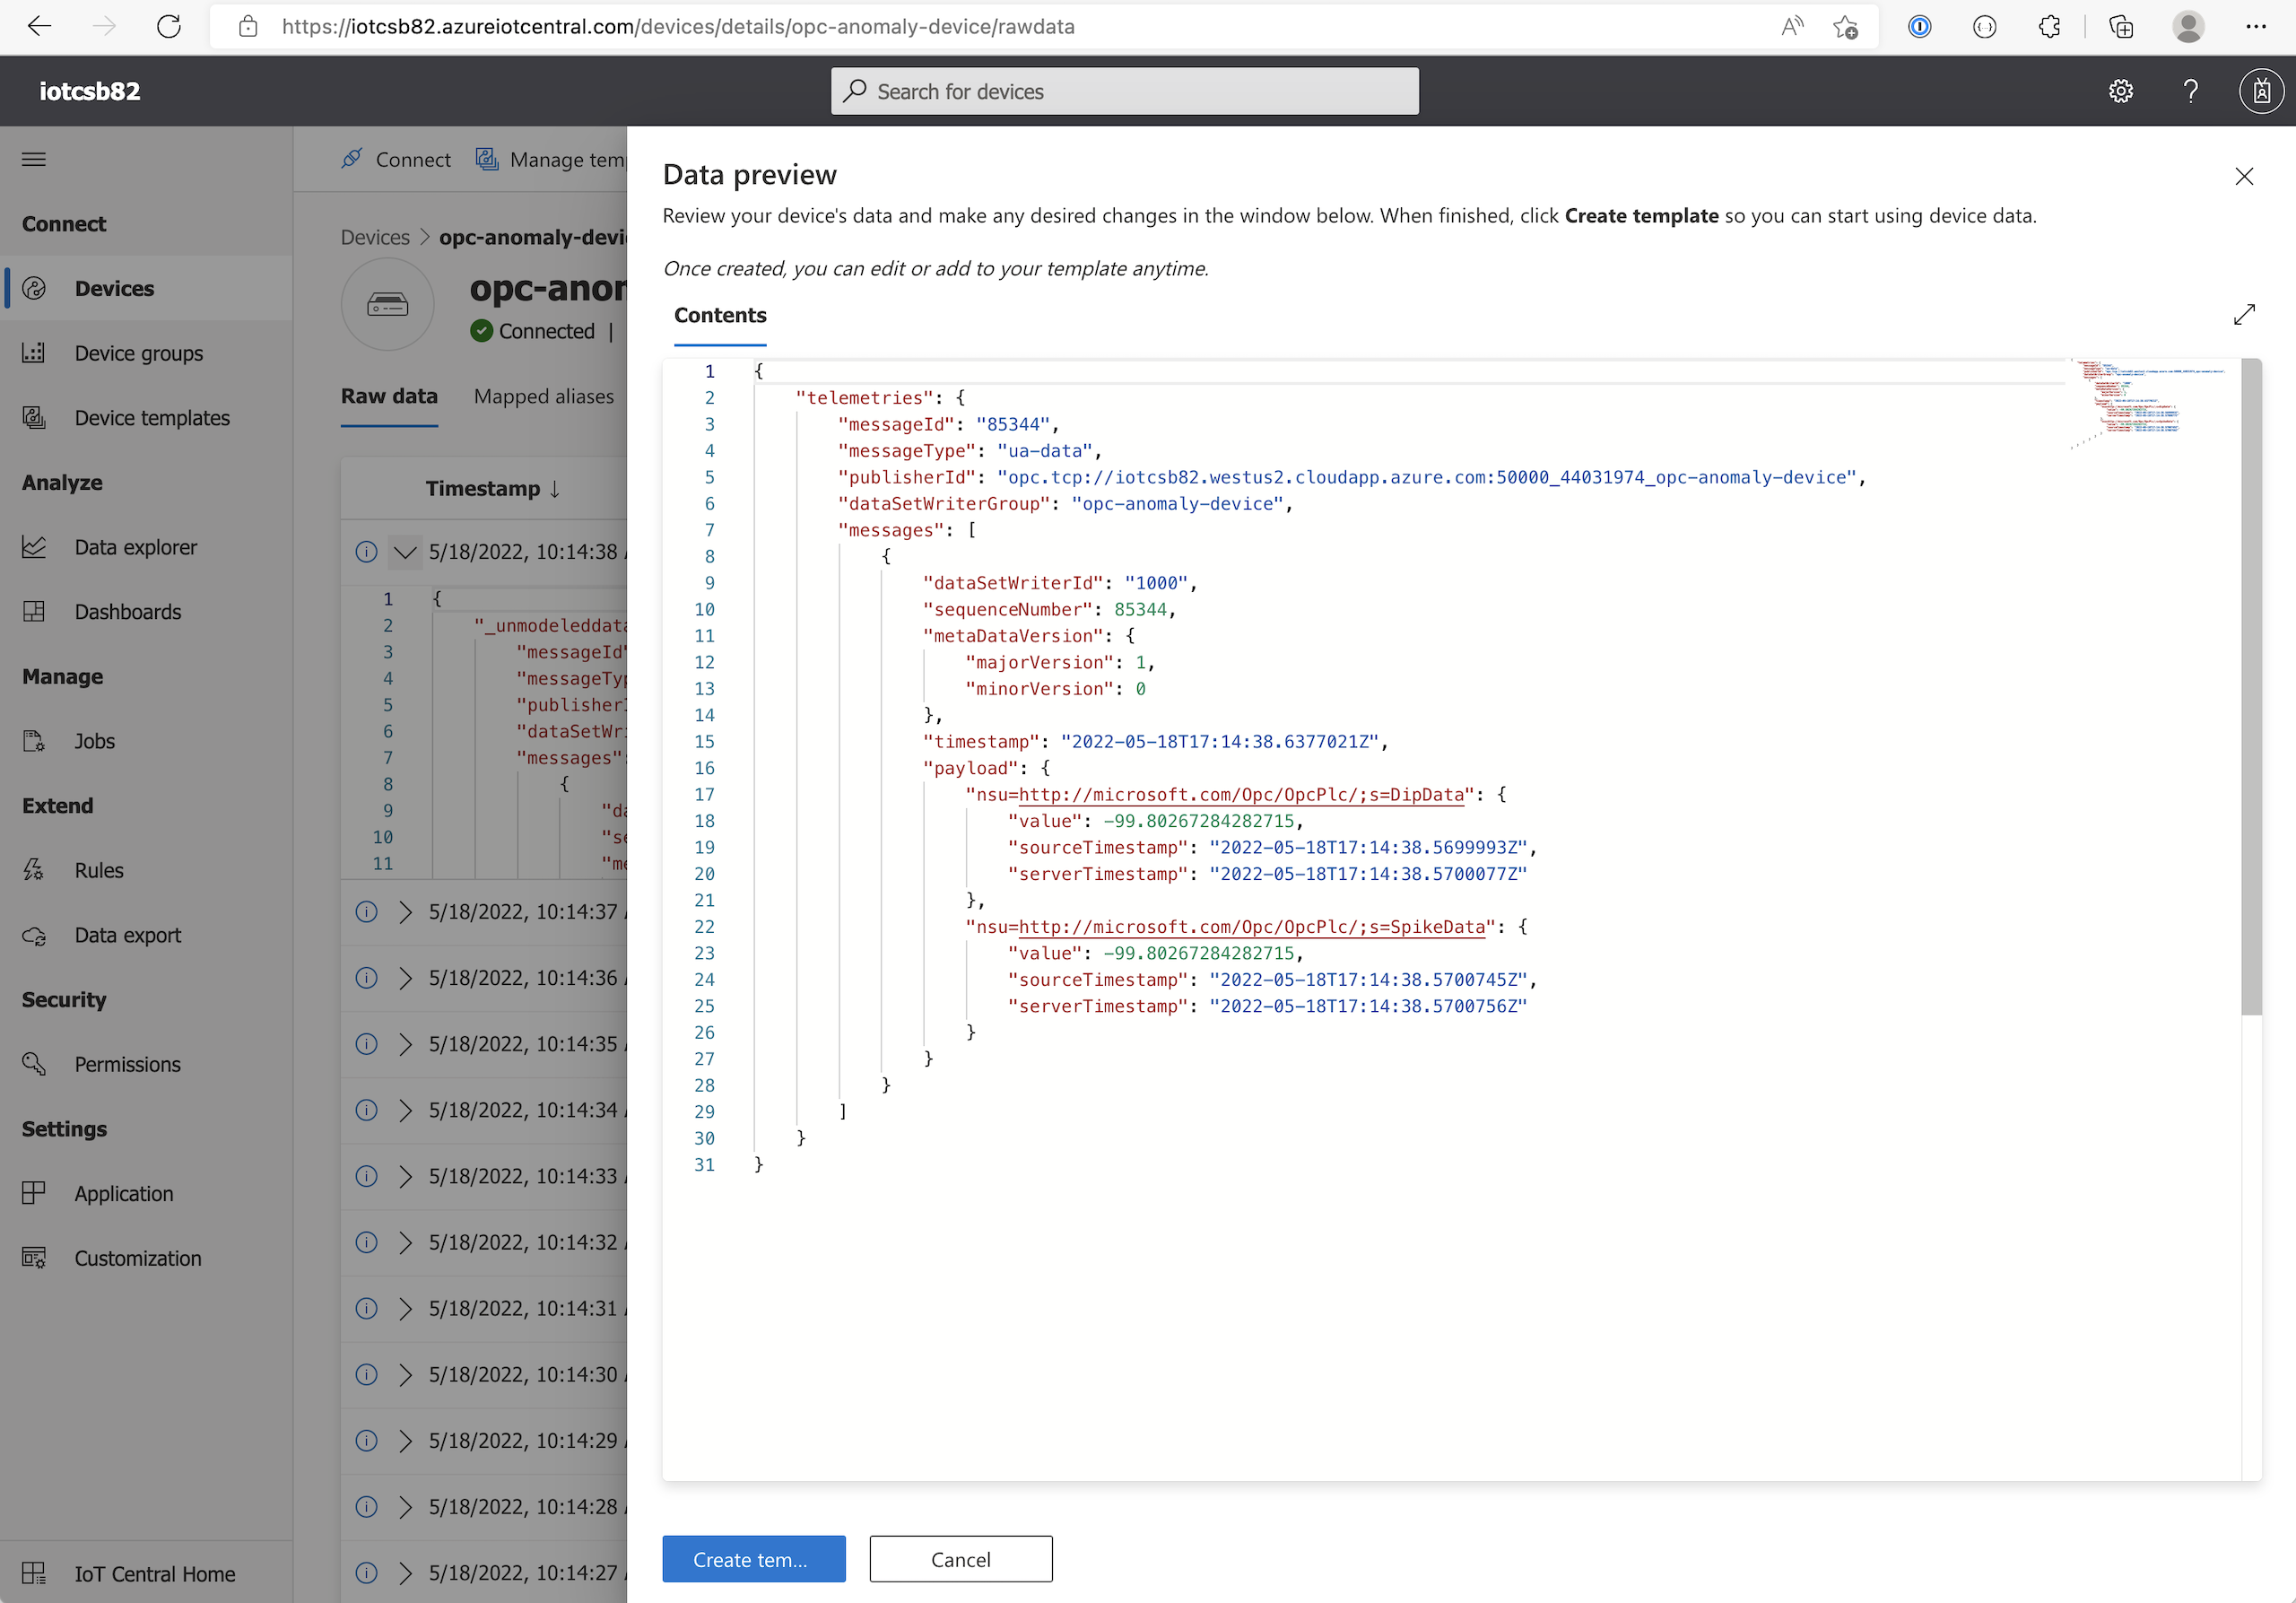 https://iotcsb82.azureiotcentral.com/devices/details/opc-anomaly-device/rawdata
iotcsb82
Search for devices
Connect
Devices
Device groups
Device templates
Analyze
Data explorer
Dashboards
Manage
Jobs
Extend
Rules
Data export
Security
Permissions
Settings
Application
Customization
IoT Central Home
Connect
Manage tem
Devices > opc-anomaly-devi
opc-anor
Connected |
Raw data
Mapped aliases
Timestamp ↓
5/18/2022, 10:14:38
1 {
2 "_unmodeleddata
3 "messageId"
4 "messageTyp
5 "publisher
6 "dataSetWr
7 "messages":
8 {
9 "da
10 "se
11 "me
5/18/2022, 10:14:37
5/18/2022, 10:14:36
5/18/2022, 10:14:35
5/18/2022, 10:14:34
5/18/2022, 10:14:33
5/18/2022, 10:14:32
5/18/2022, 10:14:31
5/18/2022, 10:14:30
5/18/2022, 10:14:29
5/18/2022, 10:14:28
5/18/2022, 10:14:27
Data preview
Review your device's data and make any desired changes in the window below. When finished, click Create template so you can start using device data.
Once created, you can edit or add to your template anytime.
Contents
1 {
2 "telemetries": {
3 "messageId": "85344",
4 "messageType": "ua-data",
5 "publisherId": "opc.tcp://iotcsb82.westus2.cloudapp.azure.com:50000_44031974_opc-anomaly-device",
6 "dataSetWriterGroup": "opc-anomaly-device",
7 "messages": [
8 {
9 "dataSetWriterId": "1000",
10 "sequenceNumber": 85344,
11 "metaDataVersion": {
12 "majorVersion": 1,
13 "minorVersion": 0
14 },
15 "timestamp": "2022-05-18T17:14:38.6377021Z",
16 "payload": {
17 "nsu=http://microsoft.com/Opc/OpcPlc/;s=DipData": {
18 "value": -99.80267284282715,
19 "sourceTimestamp": "2022-05-18T17:14:38.5699993Z",
20 "serverTimestamp": "2022-05-18T17:14:38.5700077Z"
21 },
22 "nsu=http://microsoft.com/Opc/OpcPlc/;s=SpikeData": {
23 "value": -99.80267284282715,
24 "sourceTimestamp": "2022-05-18T17:14:38.5700745Z",
25 "serverTimestamp": "2022-05-18T17:14:38.5700756Z"
26 }
27 }
28 }
29 ]
30 }
31 }
Create tem...
Cancel